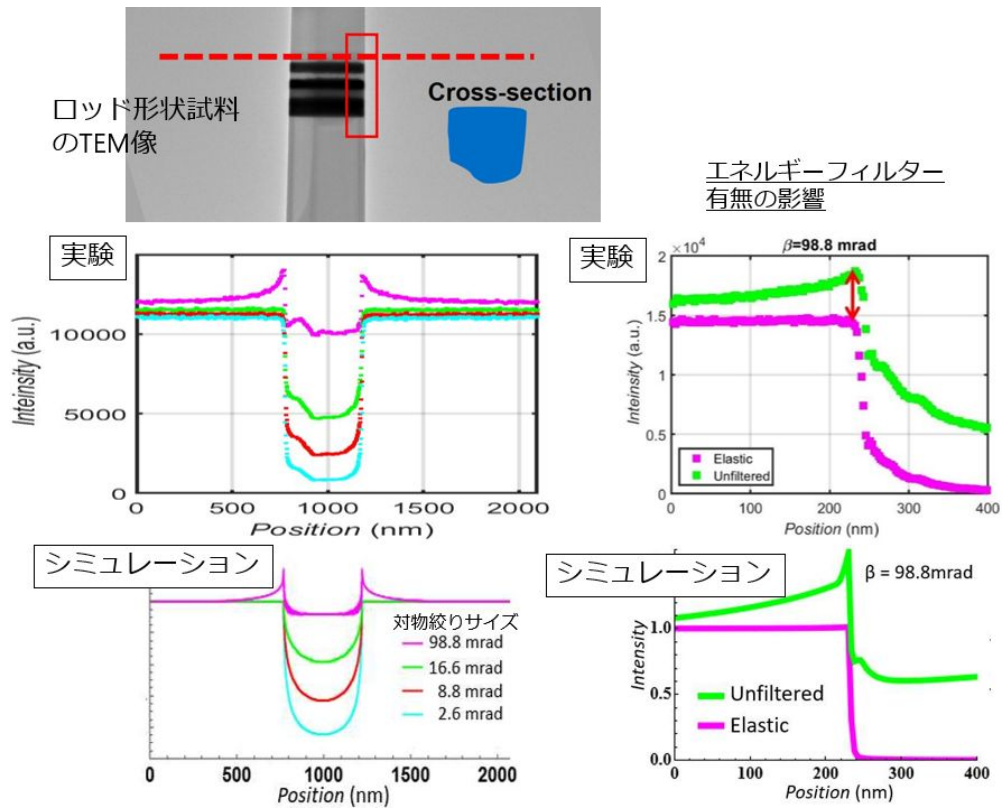 ロッド形状試料
のTEM像
Cross-section
エネルギーフィルター
有無の影響
実験
Inteinsity (a.u.)
10000
5000
0
0 500 1000 1500 2000
Position (nm)
実験
×10⁴
β=98.8 mrad
Inteinsity (a.u.)
2
1.5
1
0.5
0
Elastic
Unfiltered
0 100 200 300 400
Position (nm)
シミュレーション
対物絞りサイズ
98.8 mrad
16.6 mrad
8.8 mrad
2.6 mrad
0 500 1000 1500 2000
Position (nm)
シミュレーション
β = 98.8mrad
Intensity
1.0
0.5
0.0
Unfiltered
Elastic
0 100 200 300 400
Position (nm)